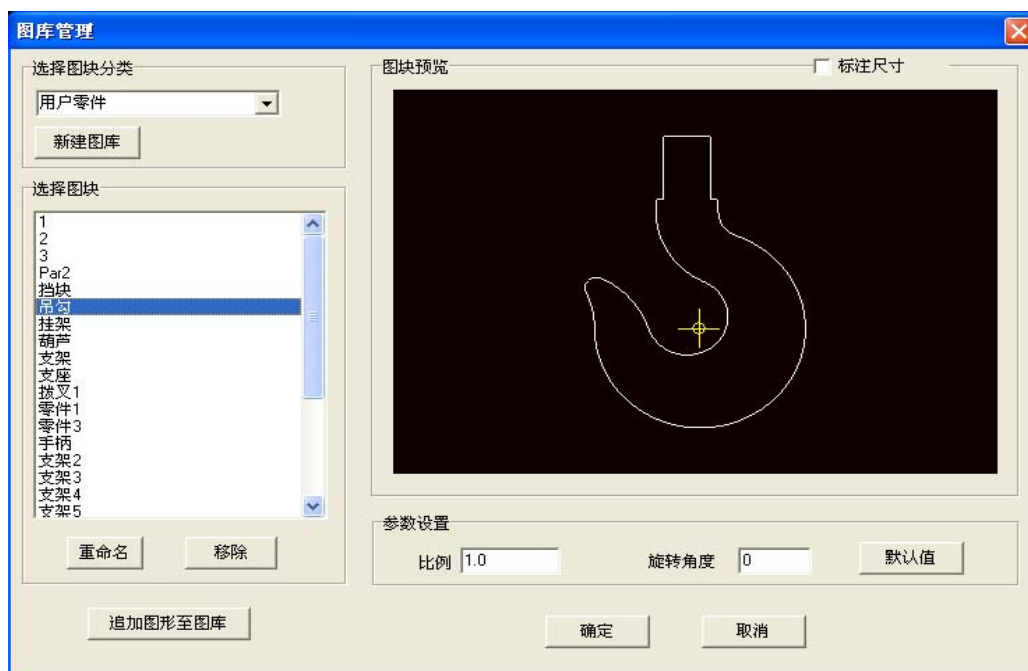 图库管理
选择图块分类
用户零件
新建图库
选择图块
1
2
3
Par2
挡块
吊勾
挂架
葫芦
支架
支座
拨叉1
零件1
零件3
手柄
支架2
支架3
支架4
支架5
重命名
移除
追加图形至图库
图块预览
标注尺寸
参数设置
比例 1.0
旋转角度 0
默认值
确定
取消